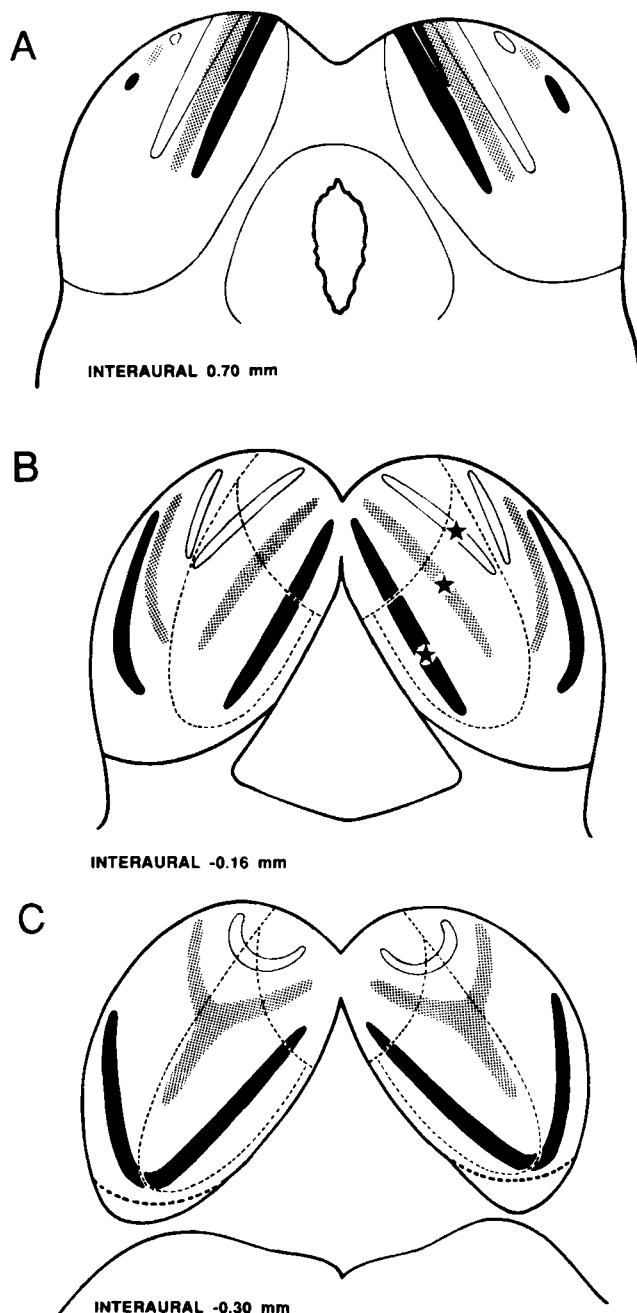 A
INTERAURAL 0.70 mm
B
INTERAURAL -0.16 mm
C
INTERAURAL -0.30 mm